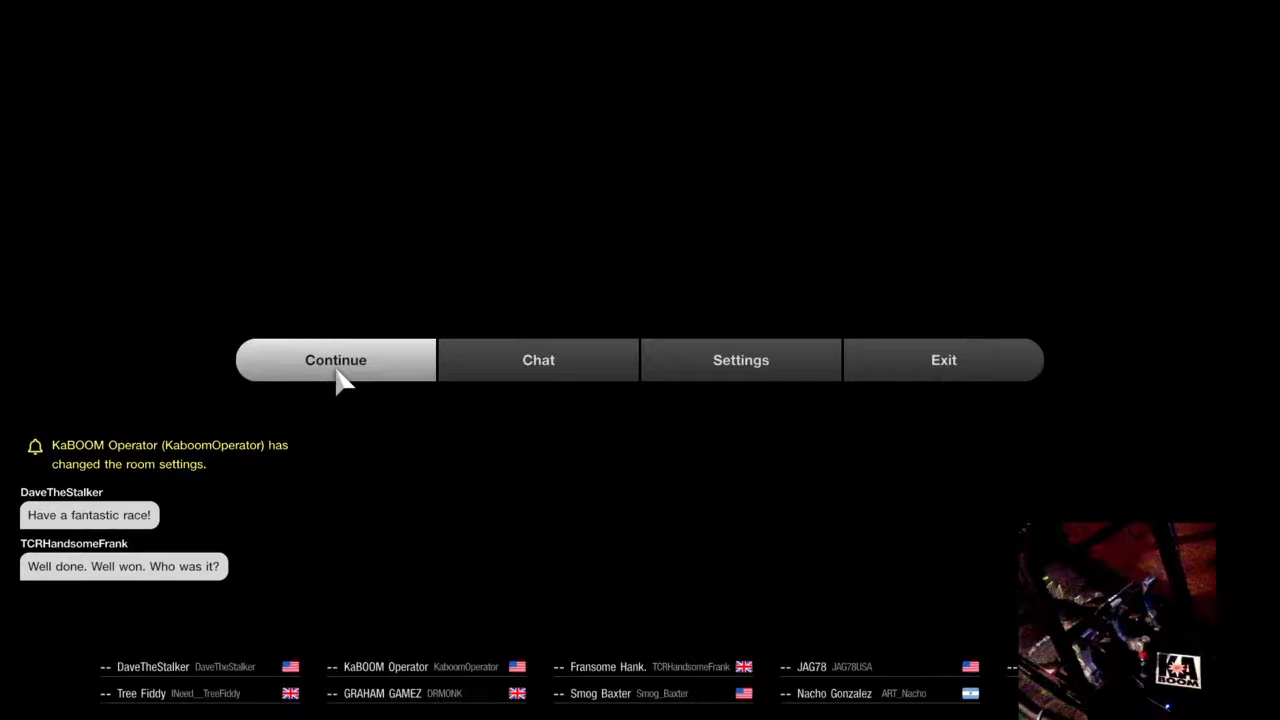 Continue
Chat
Settings
Exit
KaBOOM Operator (KaboomOperator) has
changed the room settings.
DaveTheStalker
Have a fantastic race!
TCRHandsomeFrank
Well done. Well won. Who was it?
-- DaveTheStalker DaveTheStalker
-- KaBOOM Operator KaboomOperator
-- Fransome Hank. TCRHandsomeFrank
-- JAG78 JAG78USA
--
-- Tree Fiddy INeed__TreeFiddy
-- GRAHAM GAMEZ DRMONK
-- Smog Baxter Smog_Baxter
-- Nacho Gonzalez ART_Nacho
KA
BOOM